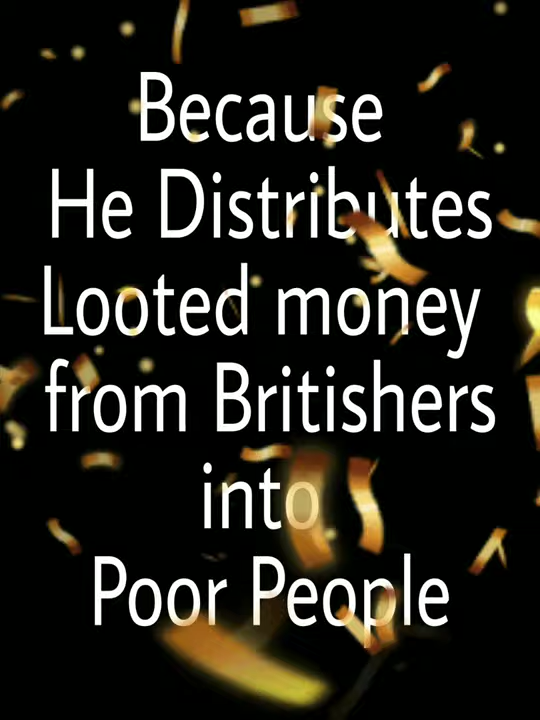 Because
He Distributes
Looted money
from Britishers
into
Poor People